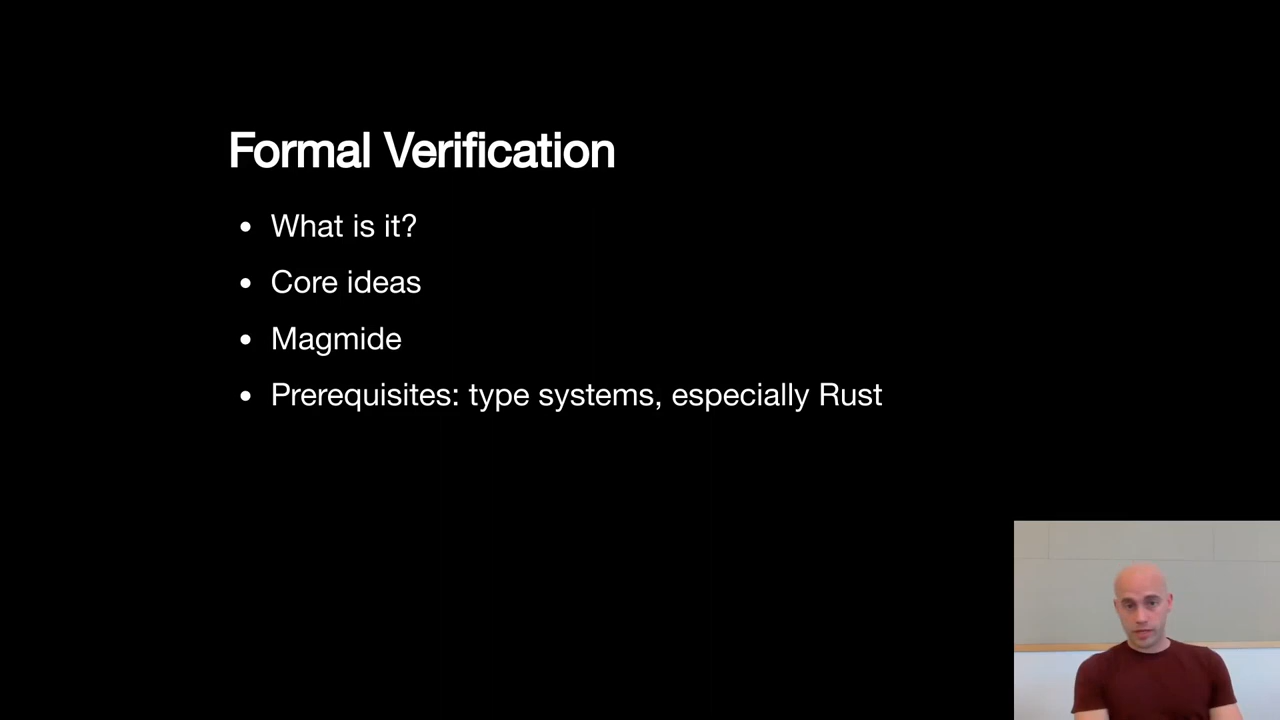 Formal Verification
• What is it?
• Core ideas
• Magmide
• Prerequisites: type systems, especially Rust